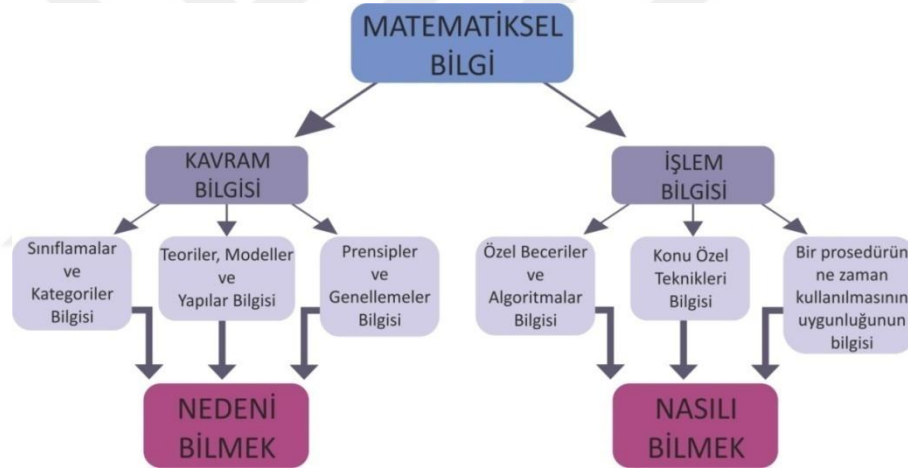 MATEMATİKSEL
BİLGİ
KAVRAM
BİLGİSİ
İŞLEM
BİLGİSİ
Sınıflamalar
ve
Kategoriler
Bilgisi
Teoriler, Modeller
ve
Yapılar Bilgisi
Prensipler
ve
Genellemeler
Bilgisi
Özel Beceriler
ve
Algoritmalar
Bilgisi
Konu Özel
Teknikleri
Bilgisi
Bir prosedürün
ne zaman
kullanılmasının
uygunluğunun
bilgisi
NEDENİ
BİLMEK
NASILI
BİLMEK